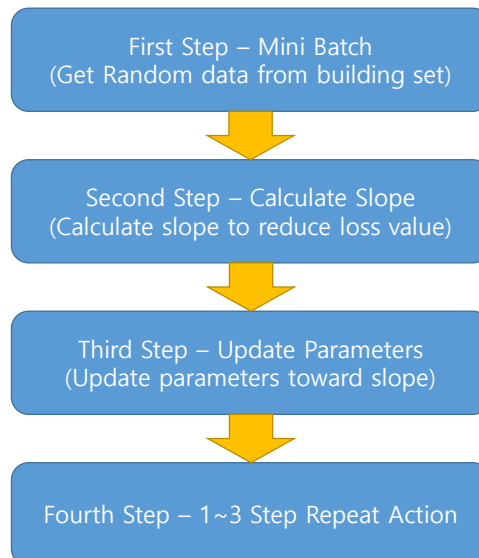 First Step – Mini Batch
(Get Random data from building set)
Second Step – Calculate Slope
(Calculate slope to reduce loss value)
Third Step – Update Parameters
(Update parameters toward slope)
Fourth Step – 1~3 Step Repeat Action